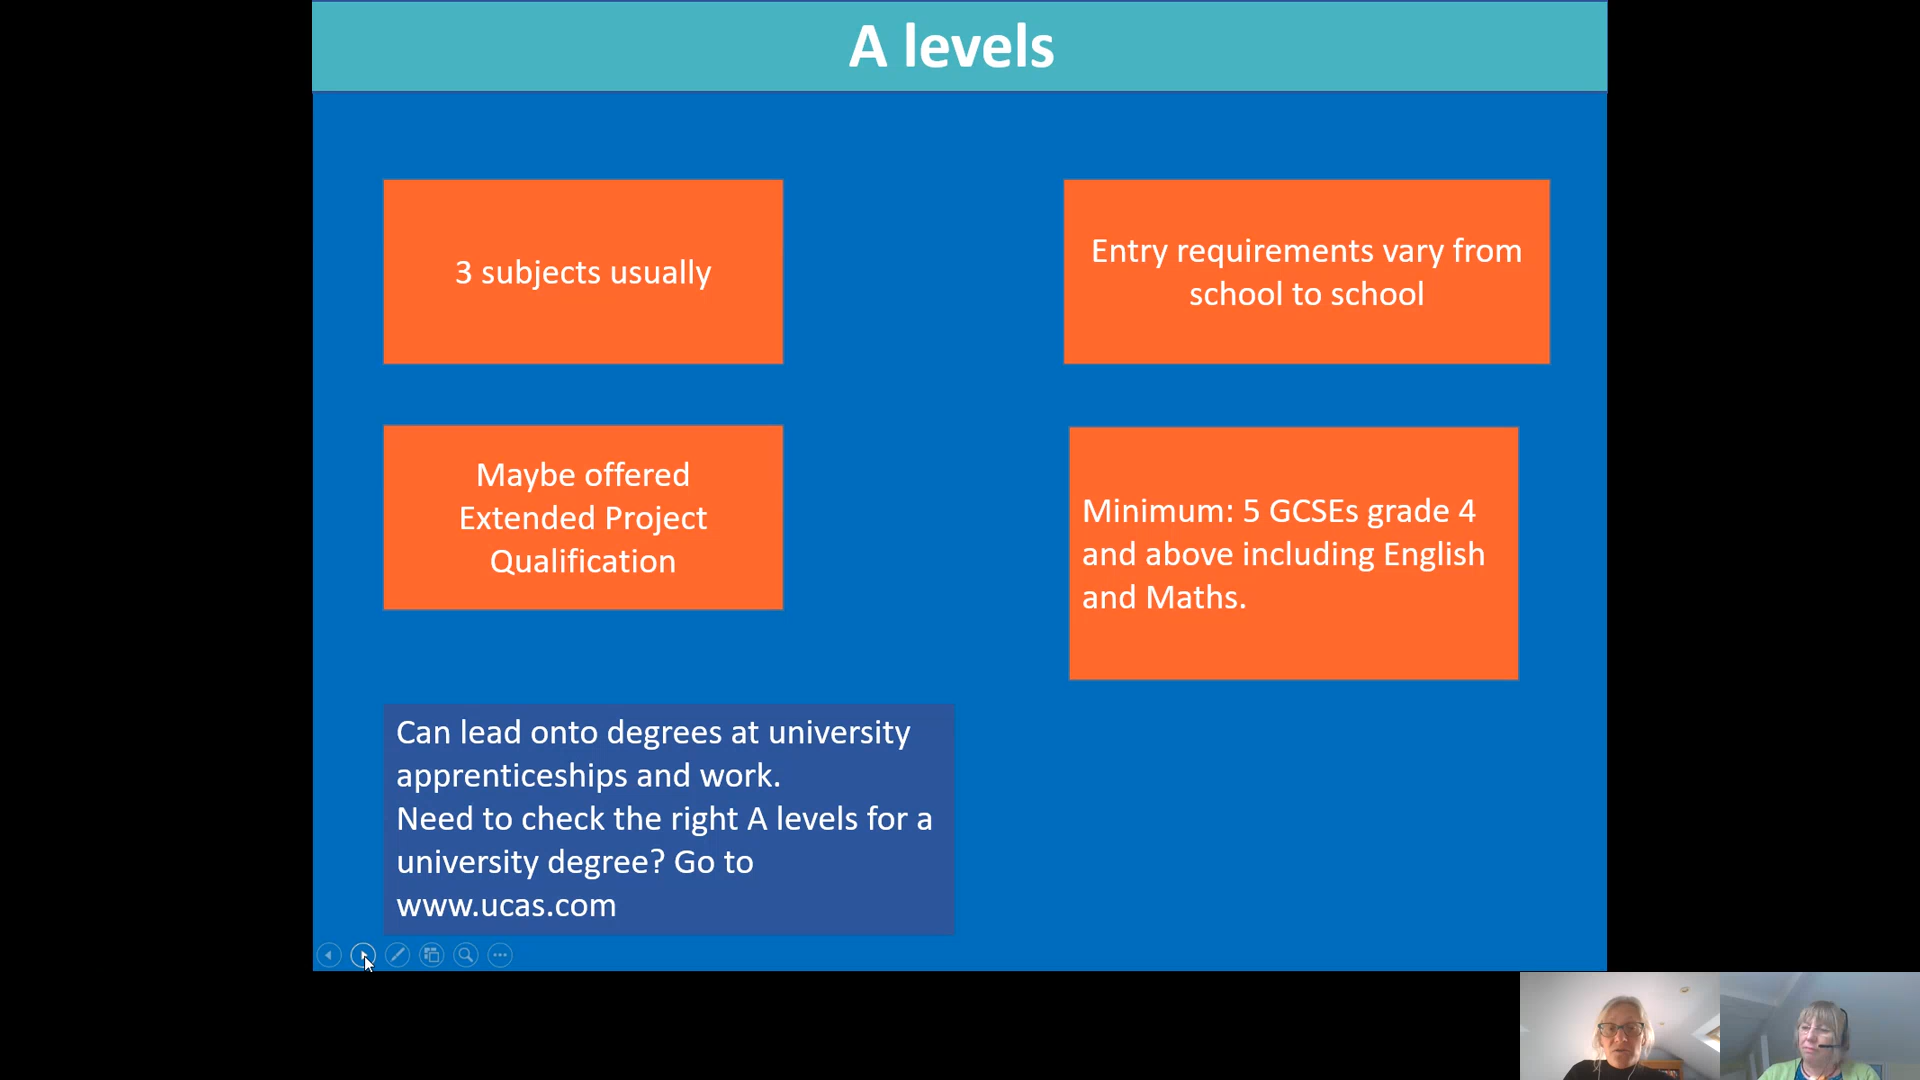 A levels
3 subjects usually
Entry requirements vary from
school to school
Maybe offered
Extended Project
Qualification
Minimum: 5 GCSEs grade 4
and above including English
and Maths.
Can lead onto degrees at university
apprenticeships and work.
Need to check the right A levels for a
university degree? Go to
www.ucas.com